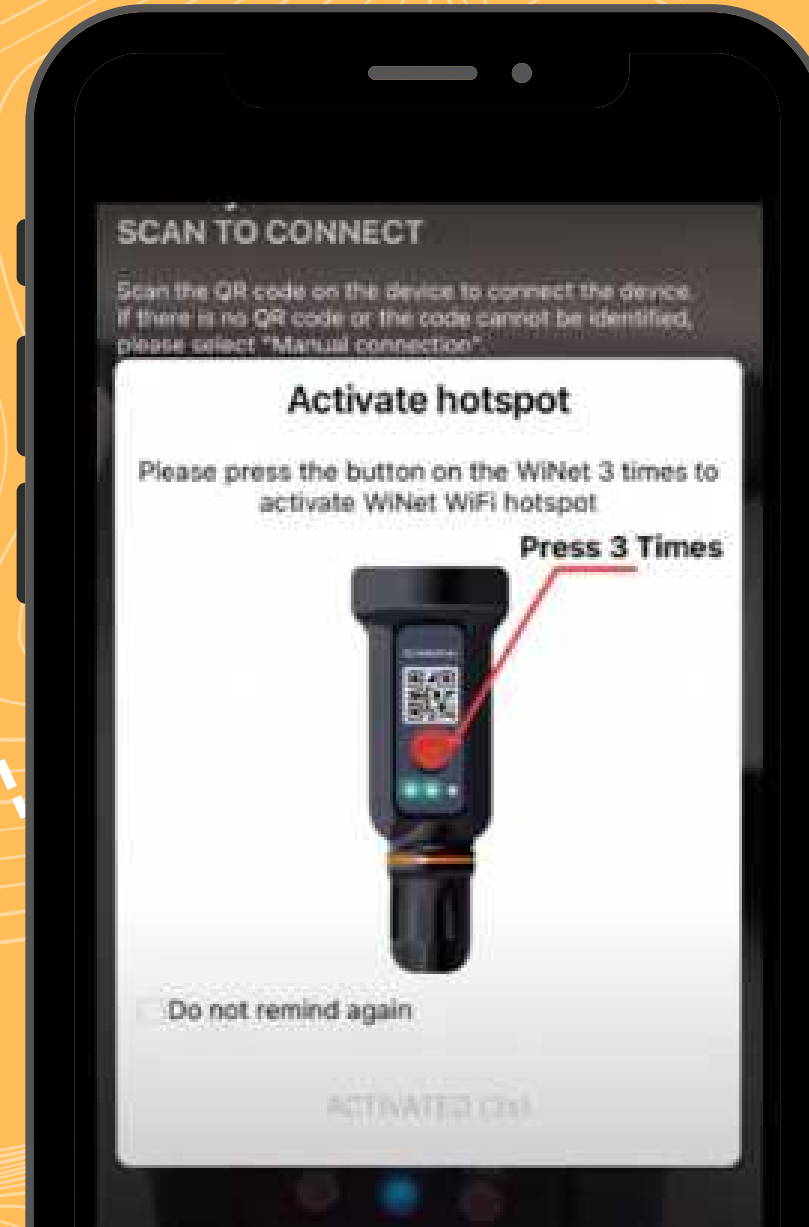 SCAN TO CONNECT
Scan the QR code on the device to connect the device.
If there is no QR code or the code cannot be identified,
please select "Manual connection".
Activate hotspot
Please press the button on the WiNet 3 times to
activate WiNet WiFi hotspot
Press 3 Times
Do not remind again
ACTIVATED